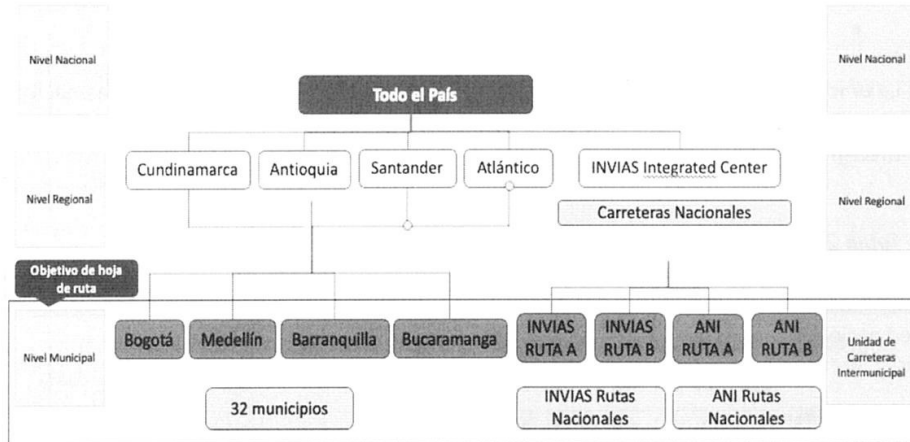 Nivel Nacional
Nivel Nacional
Todo el País
Cundinamarca
Antioquia
Santander
Atlántico
INVIAS Integrated Center
Nivel Regional
Carreteras Nacionales
Nivel Regional
Objetivo de hoja
de ruta
Nivel Municipal
Bogotá
Medellín
Barranquilla
Bucaramanga
INVIAS
RUTA A
INVIAS
RUTA B
ANI
RUTA A
ANI
RUTA B
Unidad de
Carreteras
Intermunicipal
32 municipios
INVIAS Rutas
Nacionales
ANI Rutas
Nacionales